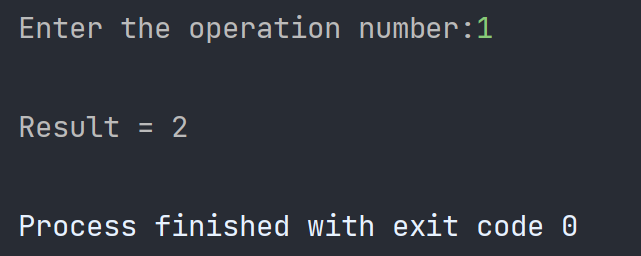 Enter the operation number:1
Result = 2
Process finished with exit code 0